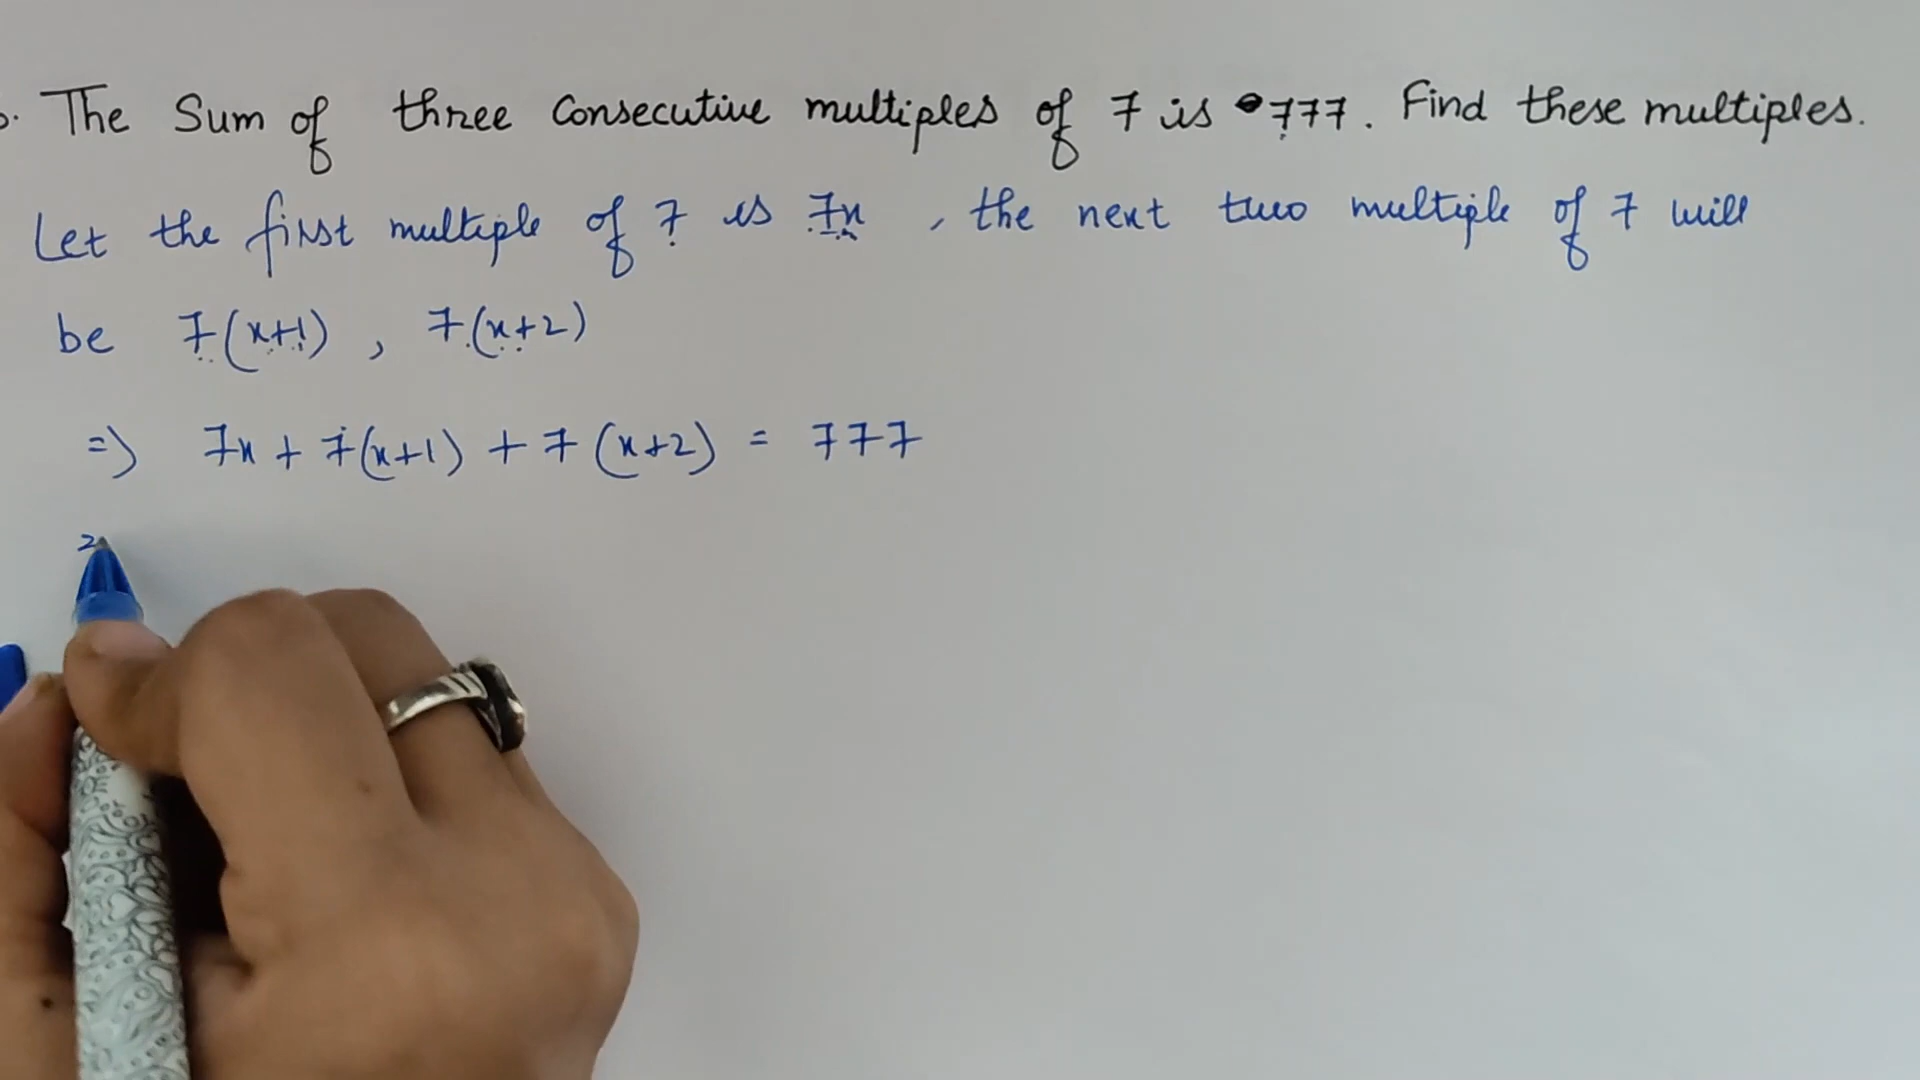 The Sum of three Consecutive multiples of 7 is 777. Find these multiples.
Let the first multiple of 7 is 7x, the next two multiple of 7 will
be 7(x+1), 7(x+2)
=> 7x + 7(x+1) + 7(x+2) = 777